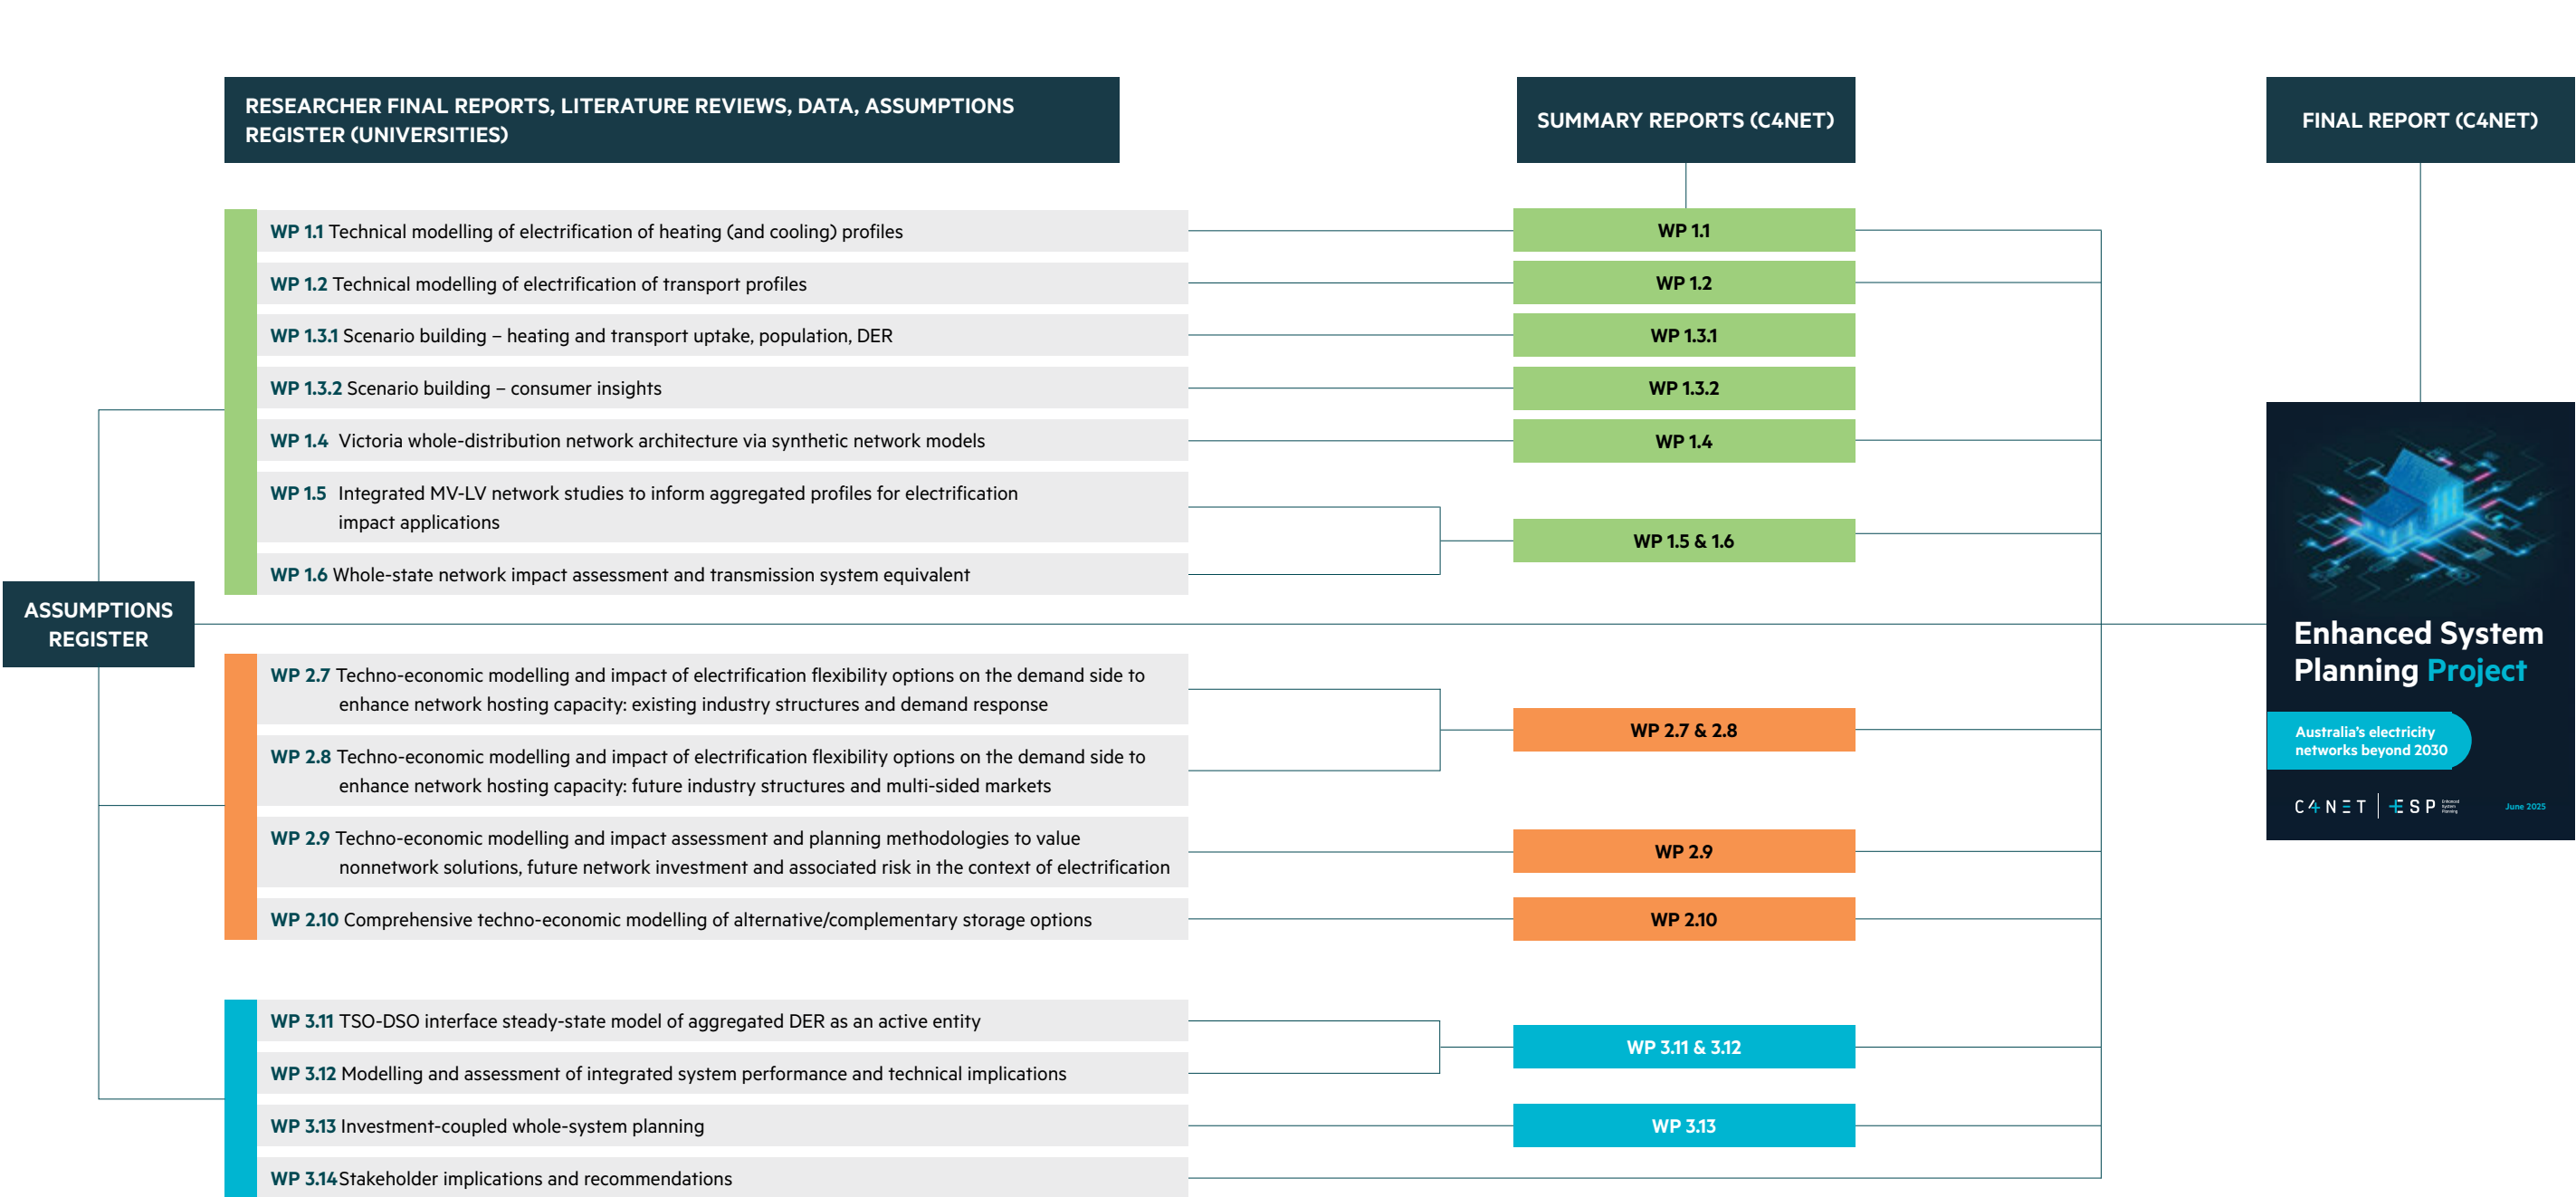 RESEARCHER FINAL REPORTS, LITERATURE REVIEWS, DATA, ASSUMPTIONS
REGISTER (UNIVERSITIES)
SUMMARY REPORTS (C4NET)
FINAL REPORT (C4NET)
WP 1.1 Technical modelling of electrification of heating (and cooling) profiles
WP 1.1
WP 1.2 Technical modelling of electrification of transport profiles
WP 1.2
WP 1.3.1 Scenario building – heating and transport uptake, population, DER
WP 1.3.1
WP 1.3.2 Scenario building – consumer insights
WP 1.3.2
WP 1.4 Victoria whole-distribution network architecture via synthetic network models
WP 1.4
WP 1.5 Integrated MV-LV network studies to inform aggregated profiles for electrification
impact applications
WP 1.5 & 1.6
WP 1.6 Whole-state network impact assessment and transmission system equivalent
ASSUMPTIONS
REGISTER
WP 2.7 Techno-economic modelling and impact of electrification flexibility options on the demand side to
enhance network hosting capacity: existing industry structures and demand response
WP 2.7 & 2.8
WP 2.8 Techno-economic modelling and impact of electrification flexibility options on the demand side to
enhance network hosting capacity: future industry structures and multi-sided markets
WP 2.9 Techno-economic modelling and impact assessment and planning methodologies to value
nonnetwork solutions, future network investment and associated risk in the context of electrification
WP 2.9
WP 2.10 Comprehensive techno-economic modelling of alternative/complementary storage options
WP 2.10
WP 3.11 TSO-DSO interface steady-state model of aggregated DER as an active entity
WP 3.11 & 3.12
WP 3.12 Modelling and assessment of integrated system performance and technical implications
WP 3.13 Investment-coupled whole-system planning
WP 3.13
WP 3.14 Stakeholder implications and recommendations
Enhanced System
Planning Project
Australia's electricity
networks beyond 2030
C4NET | ESP Enhanced
System
Planning
June 2025